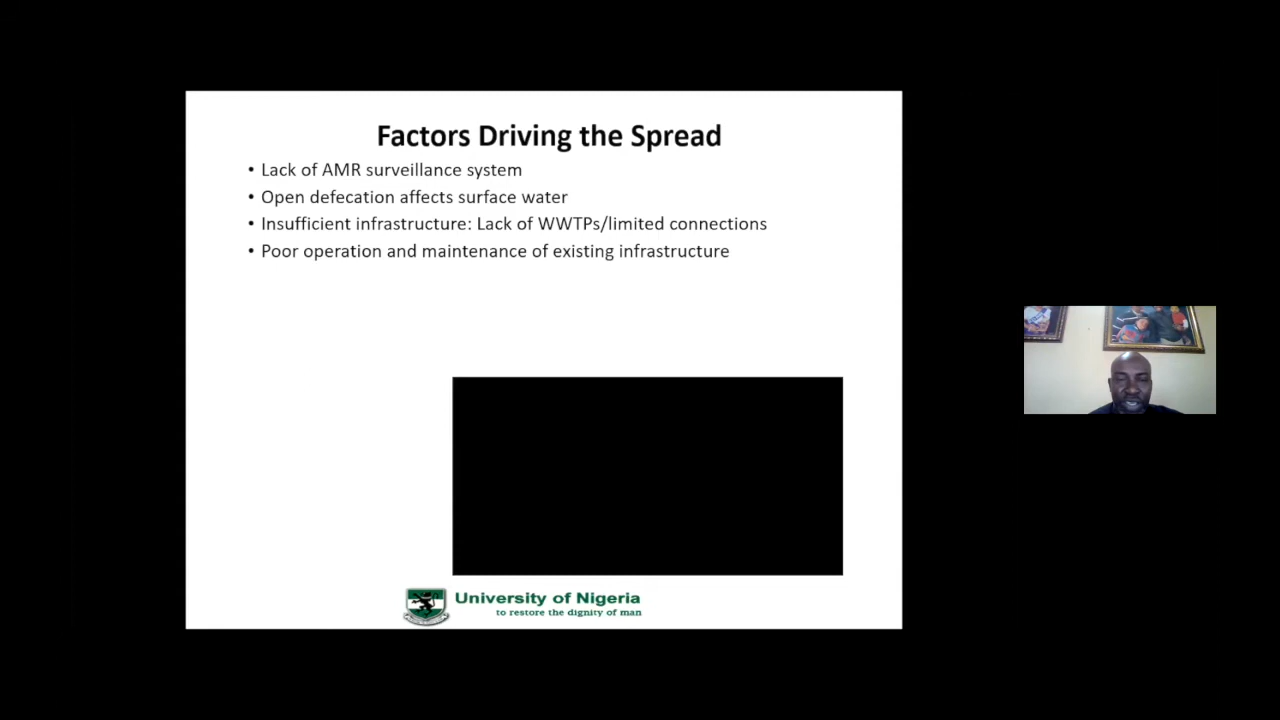 Factors Driving the Spread
• Lack of AMR surveillance system
• Open defecation affects surface water
• Insufficient infrastructure: Lack of WWTPs/limited connections
• Poor operation and maintenance of existing infrastructure
University of Nigeria
to restore the dignity of man